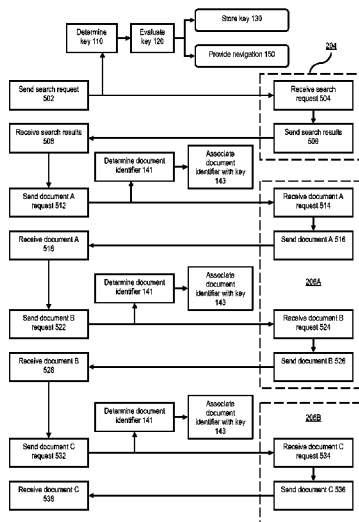 Store key 130
Determine
key 110
Evaluate
key 120
Provide navigation 150
204
Send search request
502
Receive search
request 504
Receive search results
508
Send search results
506
Determine document
identifier 141
Associate
document
identifier with key
143
Send document A
request 512
Receive document A
request 514
Receive document A
518
Send document A 516
206A
Determine document
identifier 141
Associate
document
identifier with key
143
Send document B
request 522
Receive document B
request 524
Receive document B
528
Send document B 526
Determine document
identifier 141
Associate
document
identifier with key
143
206B
Send document C
request 532
Receive document C
request 534
Receive document C
538
Send document C 536